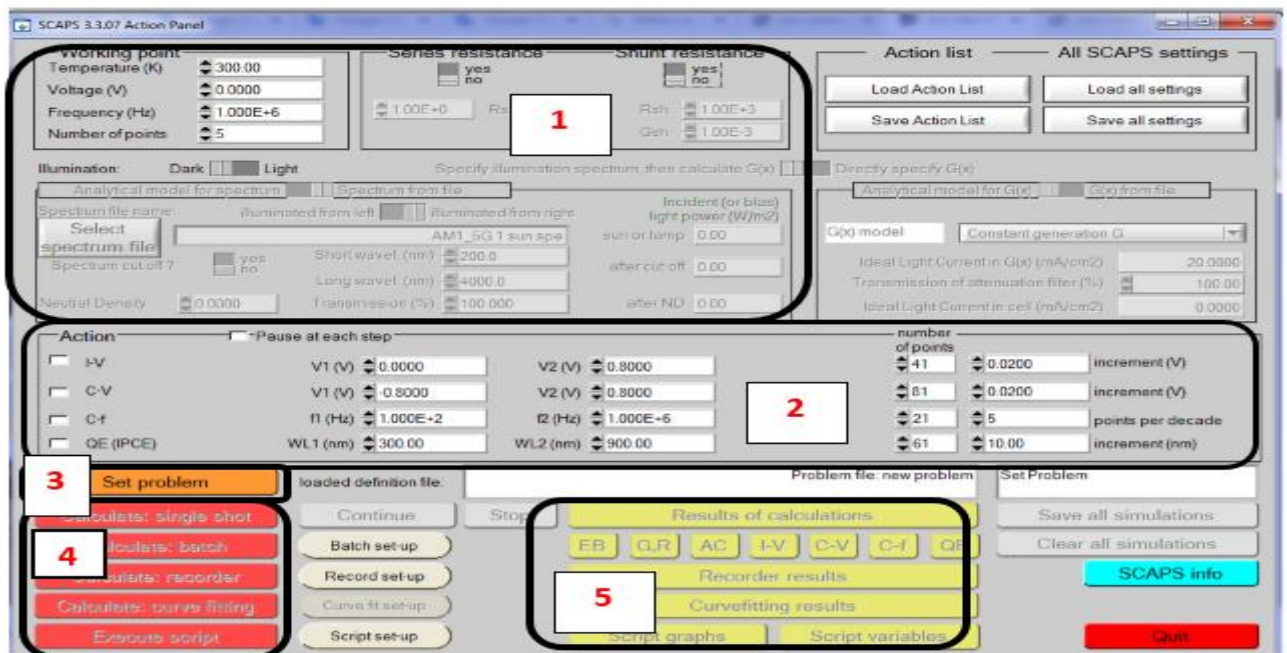 SCAPS 3.3.07 Action Panel
Working point
Temperature (K) 300.00
Voltage (V) 0.0000
Frequency (Hz) 1.000E+6
Number of points 5
Series resistance
yes
no
1.00E+0
Shunt resistance
yes
no
Rsh 1.00E+3
Gsh 1.00E-3
1
Action list
Load Action List
Save Action List
All SCAPS settings
Load all settings
Save all settings
Illumination: Dark Light
Specify illumination spectrum, then calculate G(x) Directly specify G(x)
Analytical model for spectrum Spectrum from file
Spectrum file name: illuminated from left illuminated from right
Incident (or bias)
light power (W/m2)
Select
spectrum file
AM1_5G 1 sun.spe
sun or lamp 0.00
Spectrum cut off ? yes
no
Short wavel. (nm) 200.0
Long wavel. (nm) 4000.0
after cut off 0.00
Neutral Density 0.0000
Transmission (%) 100.000
after ND 0.00
Analytical model for G(x) G(x) from file
G(x) model Constant generation G
Ideal Light Current in G(x) (mA/cm2) 20.0000
Transmission of attenuation filter (%) 100.00
Ideal Light Current in cell (mA/cm2) 0.0000
Action Pause at each step
number
of points
I-V V1 (V) 0.0000 V2 (V) 0.8000 41 0.0200 increment (V)
C-V V1 (V) -0.8000 V2 (V) 0.8000 81 0.0200 increment (V)
C-f f1 (Hz) 1.000E+2 f2 (Hz) 1.000E+6 21 5 points per decade
QE (IPCE) WL1 (nm) 300.00 WL2 (nm) 900.00 61 10.00 increment (nm)
2
3
Set problem
loaded definition file:
Problem file: new problem
Set Problem
Calculate: single shot
Continue
Stop
Results of calculations
Save all simulations
4
Calculate: batch
Batch set-up
EB G,R AC I-V C-V C-f QE
Clear all simulations
Calculate: recorder
Record set-up
Recorder results
SCAPS info
5
Calculate: curve fitting
Curve fit set-up
Curvefitting results
Execute script
Script set-up
Script graphs
Script variables
Quit